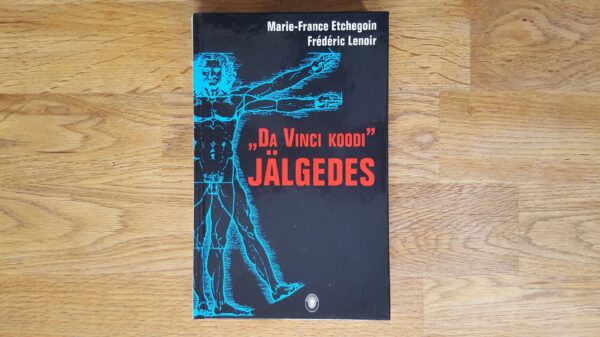 Marie-France Etchegoin
Frédéric Lenoir
„DA VINCI KOODI”
JÄLGEDES